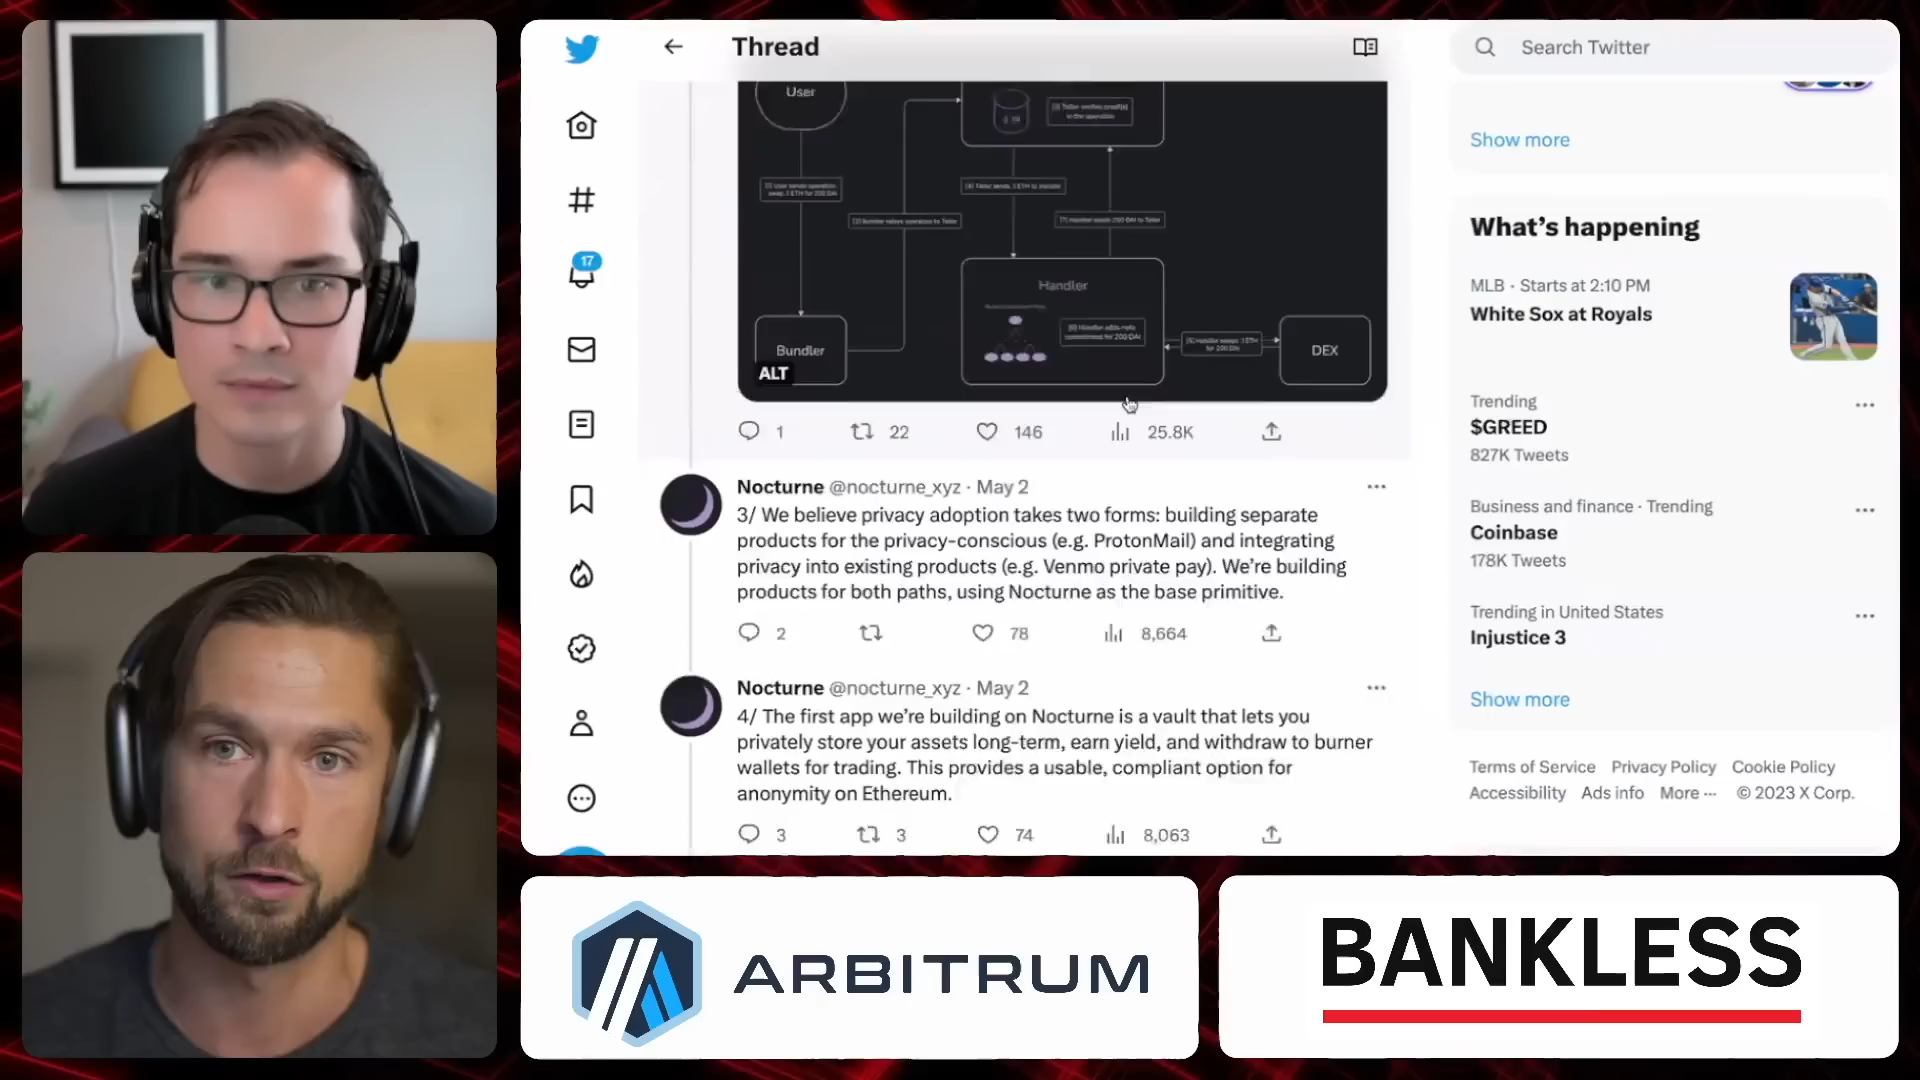 Thread
User
Bundler
ALT
Handler
DEX
1
22
146
25.8K
Nocturne @nocturne_xyz · May 2
3/ We believe privacy adoption takes two forms: building separate
products for the privacy-conscious (e.g. ProtonMail) and integrating
privacy into existing products (e.g. Venmo private pay). We're building
products for both paths, using Nocturne as the base primitive.
2
78
8,664
Nocturne @nocturne_xyz · May 2
4/ The first app we're building on Nocturne is a vault that lets you
privately store your assets long-term, earn yield, and withdraw to burner
wallets for trading. This provides a usable, compliant option for
anonymity on Ethereum.
3
3
74
8,063
17
Search Twitter
Show more
What's happening
MLB · Starts at 2:10 PM
White Sox at Royals
Trending
$GREED
827K Tweets
Business and finance · Trending
Coinbase
178K Tweets
Trending in United States
Injustice 3
Show more
Terms of Service Privacy Policy Cookie Policy
Accessibility Ads info More ··· © 2023 X Corp.
ARBITRUM
BANKLESS